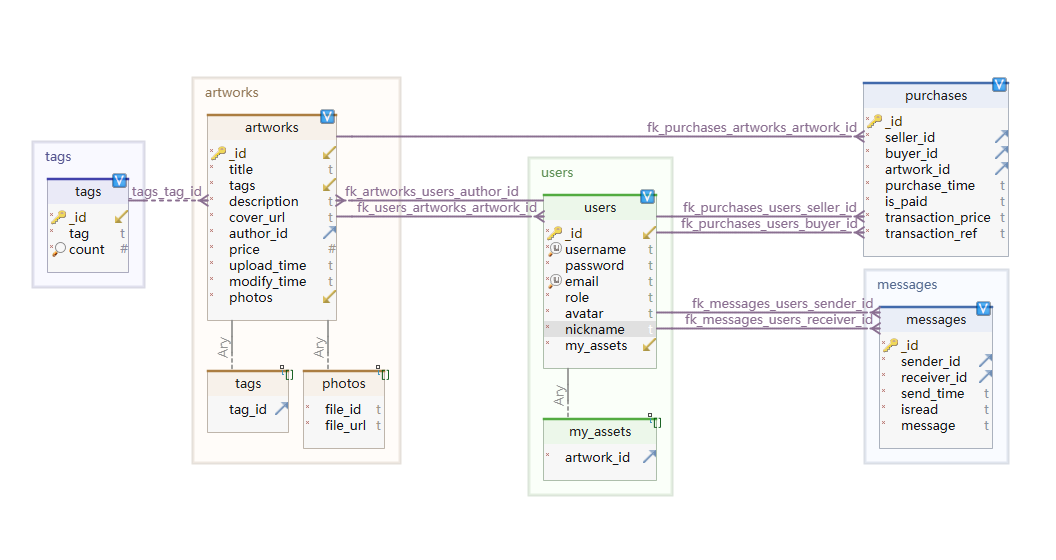 tags
tags
_id
tag t
count #
tags_tag_id
artworks
artworks
_id
title t
tags
description t
cover_url t
author_id
price #
upload_time t
modify_time t
photos
Ary
Ary
tags
tag_id
photos
file_id t
file_url t
fk_artworks_users_author_id
fk_users_artworks_artwork_id
users
users
_id
username t
password t
email t
role t
avatar t
nickname t
my_assets
Ary
my_assets
artwork_id
fk_purchases_artworks_artwork_id
fk_purchases_users_seller_id
fk_purchases_users_buyer_id
fk_messages_users_sender_id
fk_messages_users_receiver_id
purchases
_id
seller_id
buyer_id
artwork_id
purchase_time t
is_paid t
transaction_price t
transaction_ref t
messages
messages
_id
sender_id
receiver_id
send_time t
isread t
message t